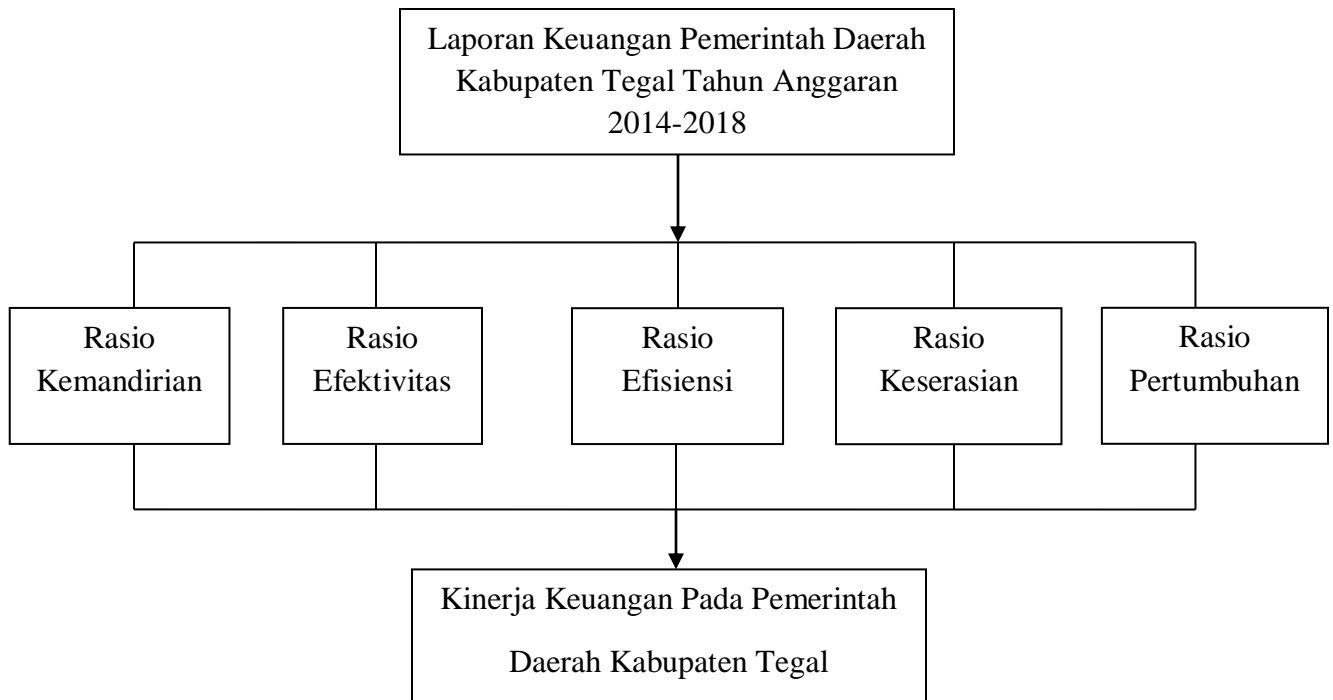 Laporan Keuangan Pemerintah Daerah
Kabupaten Tegal Tahun Anggaran
2014-2018
Rasio
Kemandirian
Rasio
Efektivitas
Rasio
Efisiensi
Rasio
Keserasian
Rasio
Pertumbuhan
Kinerja Keuangan Pada Pemerintah
Daerah Kabupaten Tegal